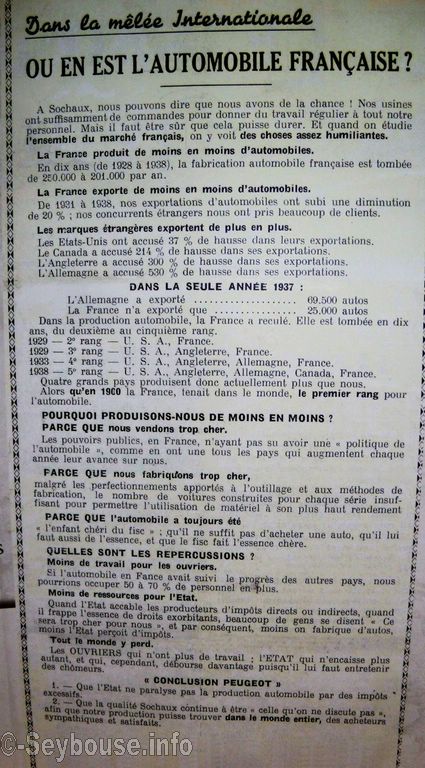 Dans la mêlée Internationale
OU EN EST L'AUTOMOBILE FRANÇAISE ?
A Sochaux, nous pouvons dire que nous avons de la chance ! Nos usines
ont suffisamment de commandes pour donner du travail régulier à tout notre
personnel. Mais il faut être sûr que cela puisse durer. Et quand on étudie
l'ensemble du marché français, on y voit des choses assez humiliantes.
La France produit de moins en moins d'automobiles.
En dix ans (de 1928 à 1938), la fabrication automobile française est tombée
de 250.000 à 201.000 par an.
La France exporte de moins en moins d'automobiles.
De 1931 à 1938, nos exportations d'automobiles ont subi une diminution
de 20 % ; nos concurrents étrangers nous ont pris beaucoup de clients.
Les marques étrangères exportent de plus en plus.
Les Etats-Unis ont accusé 37 % de hausse dans leurs exportations.
Le Canada a accusé 214 % de hausse dans ses exportations.
L'Angleterre a accusé 300 % de hausse dans ses exportations.
L'Allemagne a accusé 530 % de hausse dans ses exportations.
DANS LA SEULE ANNÉE 1937 :
L'Allemagne a exporté .................... 69.500 autos
La France n'a exporté que ................ 25.000 autos
Dans la production automobile, la France a reculé. Elle est tombée en dix
ans, du deuxième au cinquième rang.
1929 — 2e rang — U. S. A., France.
1929 — 3e rang — U. S. A., Angleterre, France.
1933 — 4e rang — U. S. A., Angleterre, Allemagne, France.
1938 — 5e rang — U. S. A., Angleterre, Allemagne, Canada, France.
Quatre grands pays produisent donc actuellement plus que nous.
Alors qu'en 1900 la France, tenait dans le monde, le premier rang pour
l'automobile.
POURQUOI PRODUISONS-NOUS DE MOINS EN MOINS ?
PARCE QUE nous vendons trop cher.
Les pouvoirs publics, en France, n'ayant pas su avoir une « politique de
l'automobile », comme en ont une tous les pays qui augmentent chaque
année leur avance sur nous.
PARCE QUE nous fabriquons trop cher,
malgré les perfectionnements apportés à l'outillage et aux méthodes de
fabrication, le nombre de voitures construites pour chaque série insuf-
fisant pour permettre l'utilisation de matériel à son plus haut rendement
PARCE QUE l'automobile a toujours été
« l'enfant chéri du fisc » ; qu'il ne suffit pas d'acheter une auto, qu'il lui
faut aussi de l'essence, et que le fisc fait l'essence chère.
QUELLES SONT LES REPERCUSSIONS ?
Moins de travail pour les ouvriers.
Si l'automobile en Fance avait suivi le progrès des autres pays, nous
pourrions occuper 50 à 70 % de personnel en plus.
Moins de ressources pour l'Etat.
Quand l'Etat accable les producteurs d'impôts directs ou indirects, quand
il frappe l'essence de droits exorbitants, beaucoup de gens se disent « Ce
sera trop cher pour nous », et par conséquent, moins on fabrique d'autos,
moins l'Etat perçoit d'impôts.
Tout le monde y perd.
Les OUVRIERS qui n'ont plus de travail ; l'ETAT qui n'encaisse plus
autant, et qui, cependant, débourse davantage puisqu'il lui faut entretenir
des chômeurs.
« CONCLUSION PEUGEOT »
1. — Que l'Etat ne paralyse pas la production automobile par des impôts
excessifs.
2. — Que la qualité Sochaux continue à être « celle qu'on ne discute pas »,
afin que notre production puisse trouver dans le monde entier, des acheteurs
sympathiques et satisfaits.
©-Seybouse.info